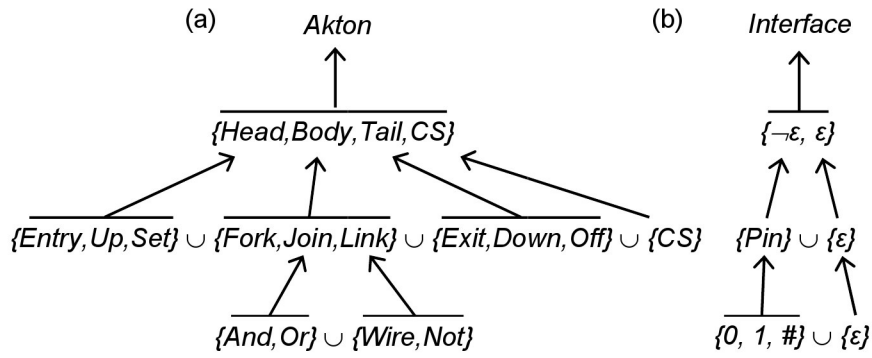 (a) Akton (b) Interface
{Head,Body,Tail,CS} {¬ε, ε}
{Entry,Up,Set} ∪ {Fork,Join,Link} ∪ {Exit,Down,Off} ∪ {CS} {Pin} ∪ {ε}
{And,Or} ∪ {Wire,Not} {0, 1, #} ∪ {ε}